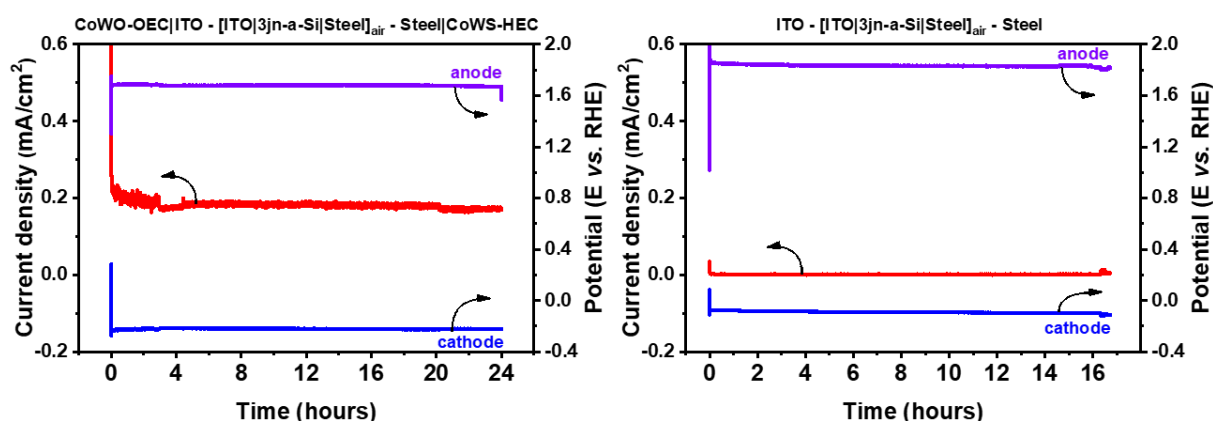 CoWO-OEC|ITO - [ITO|3jn-a-Si|Steel]air - Steel|CoWS-HEC
Current density (mA/cm2)
0.6
0.4
0.2
0.0
-0.2
anode
cathode
2.0
1.6
1.2
0.8
0.4
0.0
-0.4
Potential (E vs. RHE)
0 4 8 12 16 20 24
Time (hours)
ITO - [ITO|3jn-a-Si|Steel]air - Steel
Current density (mA/cm2)
0.6
0.4
0.2
0.0
-0.2
anode
cathode
2.0
1.6
1.2
0.8
0.4
0.0
-0.4
Potential (E vs. RHE)
0 2 4 6 8 10 12 14 16
Time (hours)